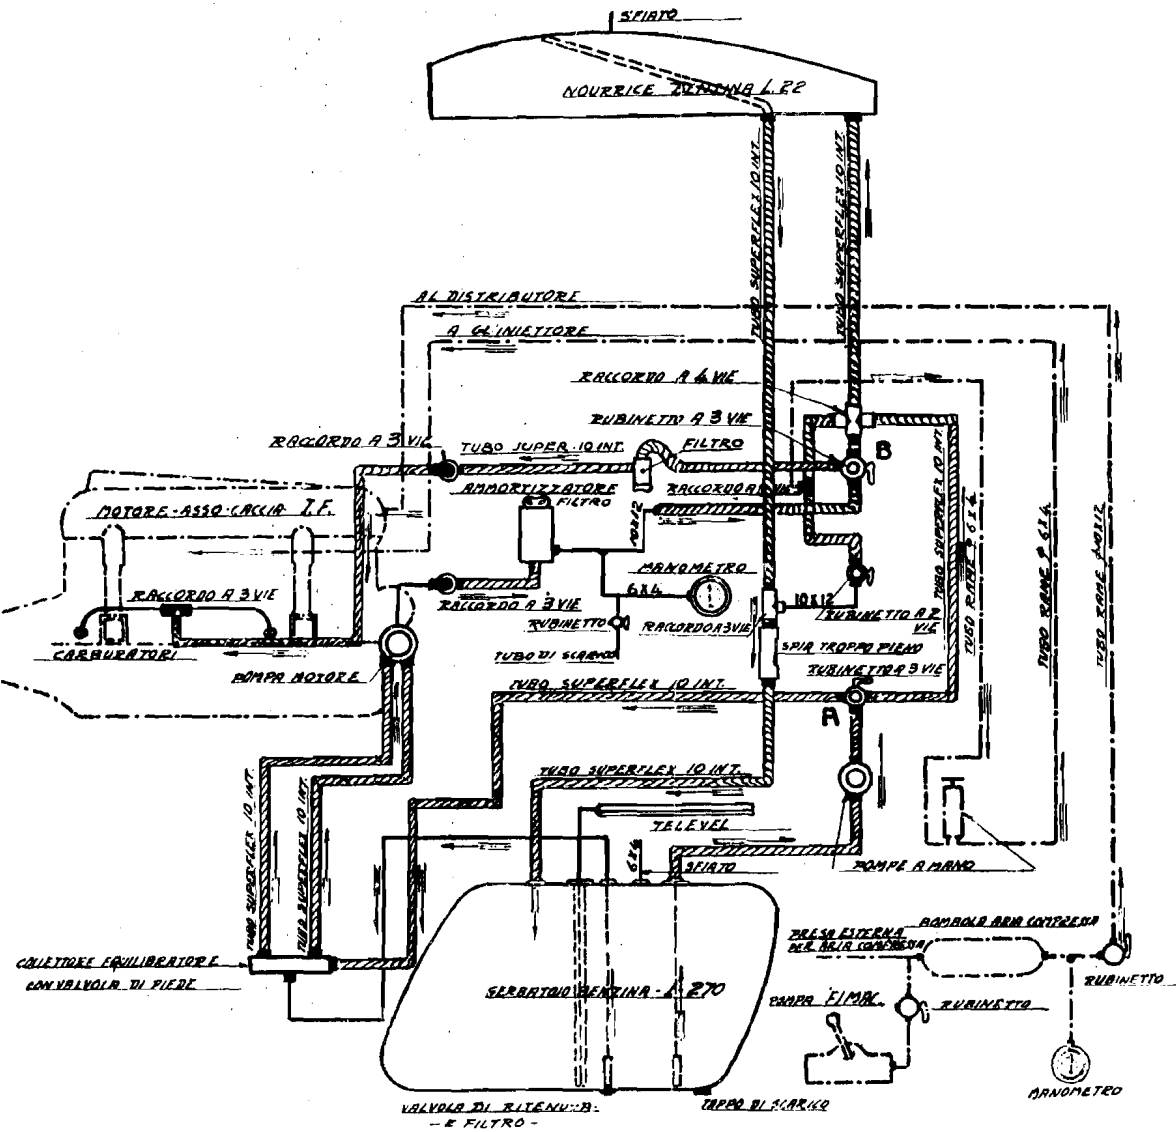 SFIATO
NOURRICE BENZINA L.22
TUBO SUPERFLEX 10 INT.
TUBO SUPERFLEX 10 INT.
AL DISTRIBUTORE
A GL'INIETTORE
RACCORDO A 4 VIE
RUBINETTO A 3 VIE
B
RACCORDO A 3 VIE
TUBO SUPER. 10 INT.
FILTRO
AMMORTIZZATORE
FILTRO
RACCORDO A 3 VIE
10X12
MOTORE - ASSO - CACCIA - I.F.
TUBO SUPERFLEX 10 INT.
TUBO RAME φ 6X4
TUBO RAME φ 6X4
TUBO RAME φ 10X12
MANOMETRO
RACCORDO A 3 VIE
RACCORDO A 3 VIE
6X4
10X12
RUBINETTO A 2
VIE
RUBINETTO
RACCORDO A 3 VIE
CARBURATORI
TUBO DI SCARICO
SPIA TROPPO PIENO
POMPA MOTORE
TUBO SUPERFLEX 10 INT.
RUBINETTO A 3 VIE
A
TUBO SUPERFLEX 10 INT.
TUBO SUPERFLEX 10 INT.
TUBO SUPERFLEX 10 INT.
TELEVEL
6X4
SFIATO
POMPE A MANO
COLLETTORE EQUILIBRATORE
CON VALVOLA DI PIEDE
SERBATOIO BENZINA - L. 270
PRESA ESTERNA
PER ARIA COMPRESSA
BOMBOLA ARIA COMPRESSA
RUBINETTO
POMPA FIMAC
RUBINETTO
MANOMETRO
VALVOLA DI RITENUTA
- E FILTRO -
TAPPO DI SCARICO